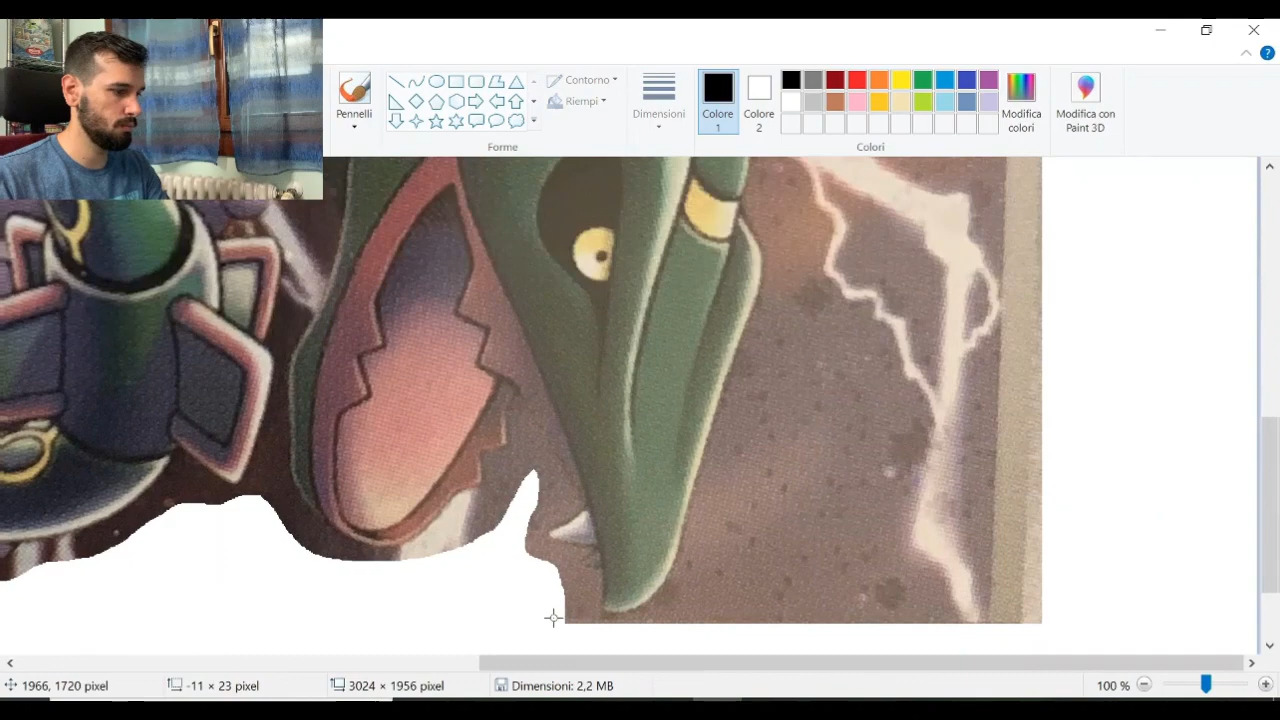 Contorno
Riempi
Pennelli
Dimensioni
Colore
1
Colore
2
Modifica
colori
Modifica con
Paint 3D
Forme
Colori
1966, 1720 pixel
-11 × 23 pixel
3024 × 1956 pixel
Dimensioni: 2,2 MB
100 %